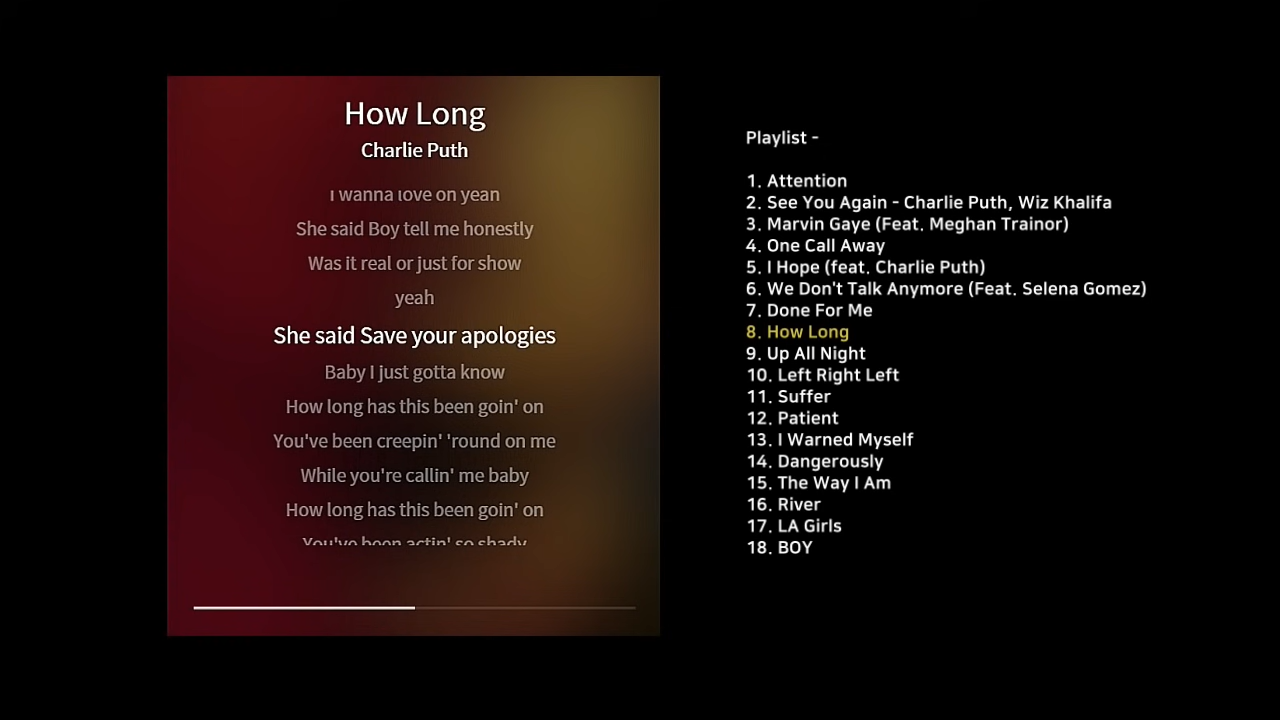 How Long
Charlie Puth
I wanna love on yeah
She said Boy tell me honestly
Was it real or just for show
yeah
She said Save your apologies
Baby I just gotta know
How long has this been goin' on
You've been creepin' 'round on me
While you're callin' me baby
How long has this been goin' on
You've been actin' so shady
Playlist -
1. Attention
2. See You Again - Charlie Puth, Wiz Khalifa
3. Marvin Gaye (Feat. Meghan Trainor)
4. One Call Away
5. I Hope (feat. Charlie Puth)
6. We Don't Talk Anymore (Feat. Selena Gomez)
7. Done For Me
8. How Long
9. Up All Night
10. Left Right Left
11. Suffer
12. Patient
13. I Warned Myself
14. Dangerously
15. The Way I Am
16. River
17. LA Girls
18. BOY